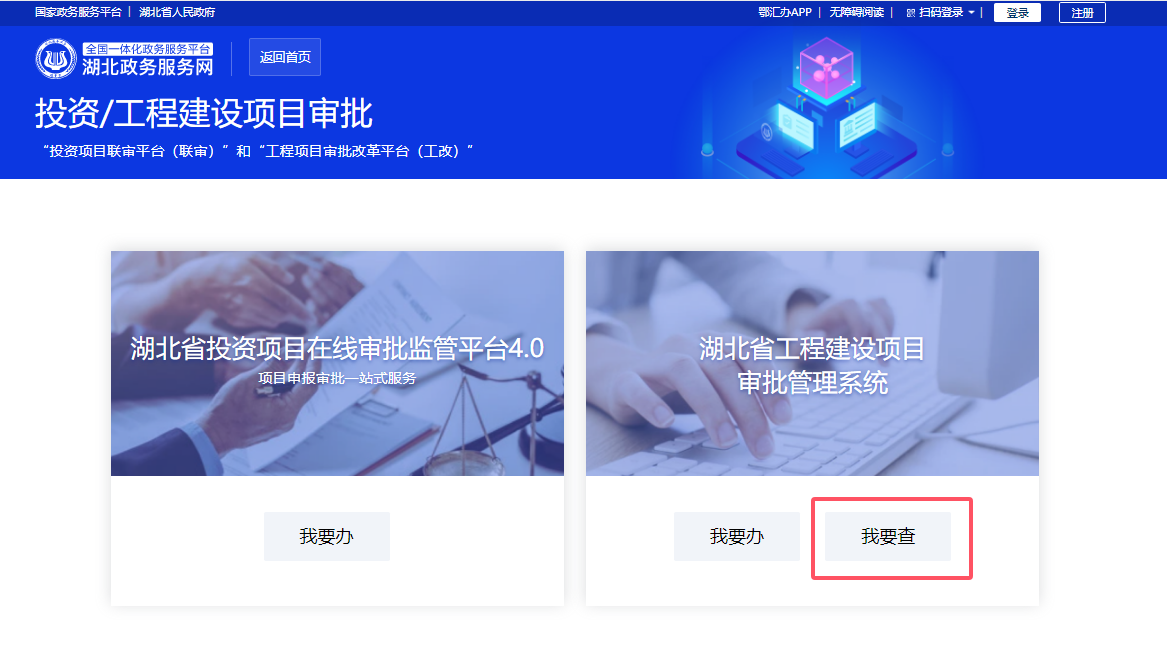 国家政务服务平台 | 湖北省人民政府
鄂汇办APP | 无障碍阅读 | 扫码登录 | 登录 注册
全国一体化政务服务平台
湖北政务服务网
返回首页
投资/工程建设项目审批
“投资项目联审平台（联审）”和“工程项目审批改革平台（工改）”
湖北省投资项目在线审批监管平台4.0
项目申报审批一站式服务
我要办
湖北省工程建设项目
审批管理系统
我要办 我要查